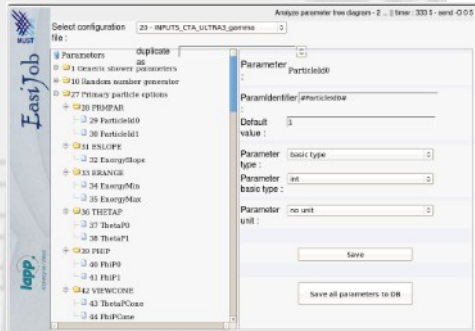 Analyze parameter tree diagram - 2 ... || timer : 333 $ - send -O 0 5
MUST
EasiJob
lapp
Select configuration file :
23 - INPUTS_CTA_ULTRA3_gamma
duplicate as
Parameters
1 Generic shower parameters
10 Random number generator
27 Primary particle options
28 PRMPAR
29 ParticleId0
30 ParticleId1
31 ESLOPE
32 EnergySlope
33 ERANGE
34 EnergyMin
35 EnergyMax
36 THETAP
37 ThetaP0
38 ThetaP1
39 PHIP
40 PhiP0
41 PhiP1
42 VIEWCONE
43 ThetaPCone
44 PhiPCone
Parameter : ParticleId0
ParamIdentifier : #ParticleId0#
Default value : 1
Parameter type : basic type
Parameter basic type : int
Parameter unit : no unit
Save
Save all parameters to DB